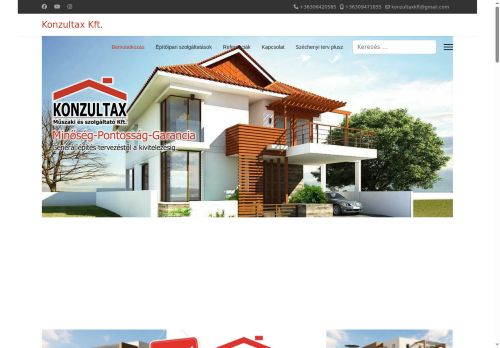 +36306420585 +36309471855 konzultaxkft@gmail.com
Konzultax Kft.
Bemutatkozás Építőipari szolgáltatások Referenciák Kapcsolat Széchenyi terv plusz Keresés ...
KONZULTAX
Műszaki és szolgáltató Kft.
Minőség-Pontosság-Garancia
Generál építés tervezéstől a kivitelezésig